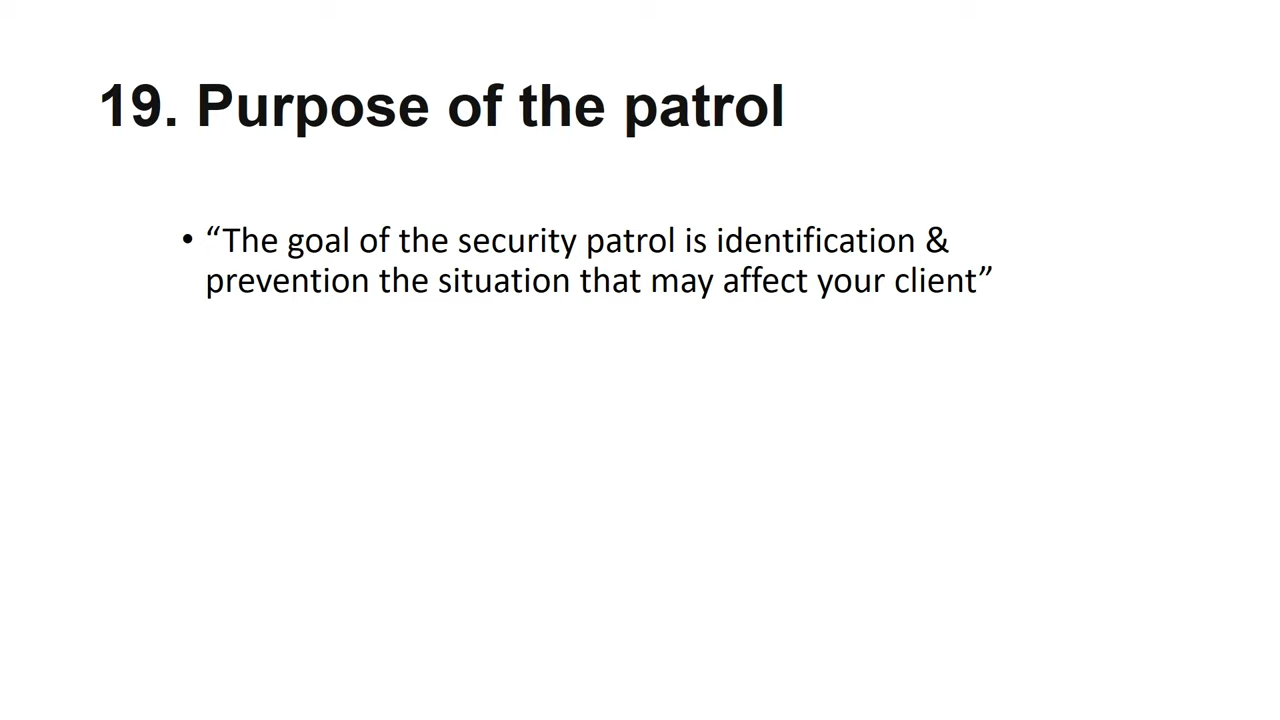 19. Purpose of the patrol
• “The goal of the security patrol is identification &
prevention the situation that may affect your client”